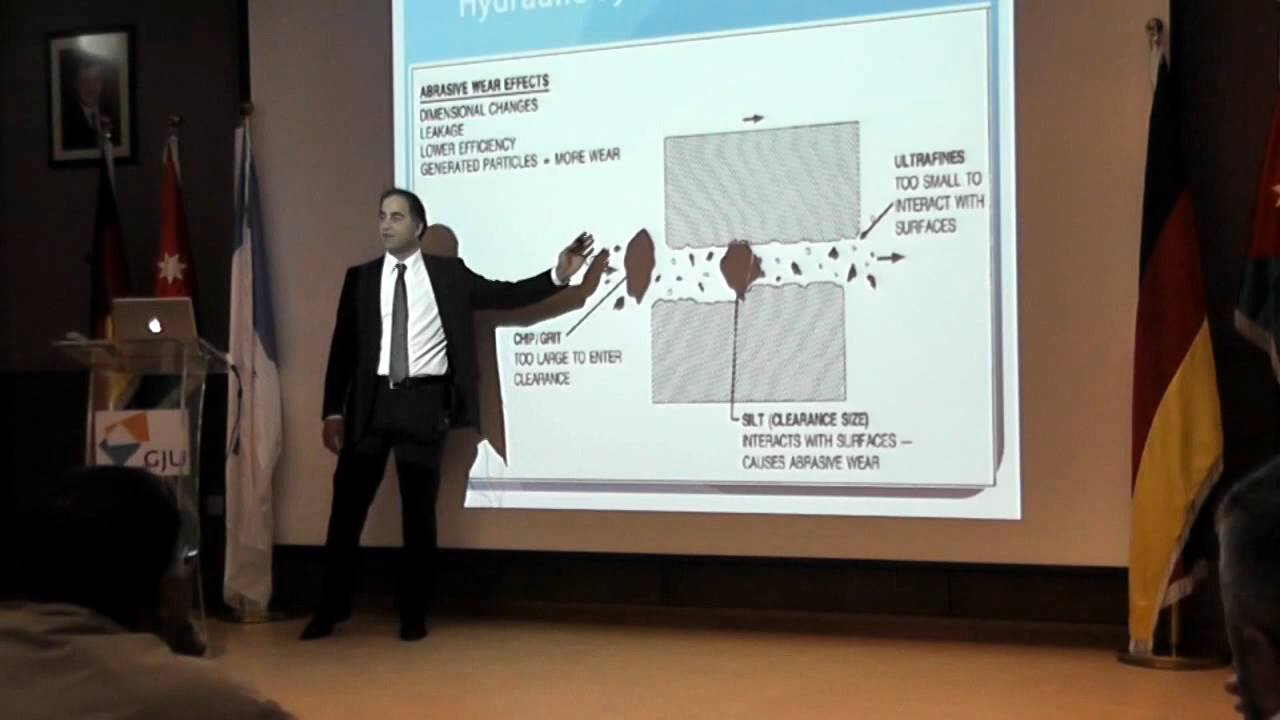 ABRASIVE WEAR EFFECTS
DIMENSIONAL CHANGES
LEAKAGE
LOWER EFFICIENCY
GENERATED PARTICLES = MORE WEAR
ULTRAFINES
TOO SMALL TO
INTERACT WITH
SURFACES
CHIP/GRIT
TOO LARGE TO ENTER
CLEARANCE
SILT (CLEARANCE SIZE)
INTERACTS WITH SURFACES —
CAUSES ABRASIVE WEAR
GJU